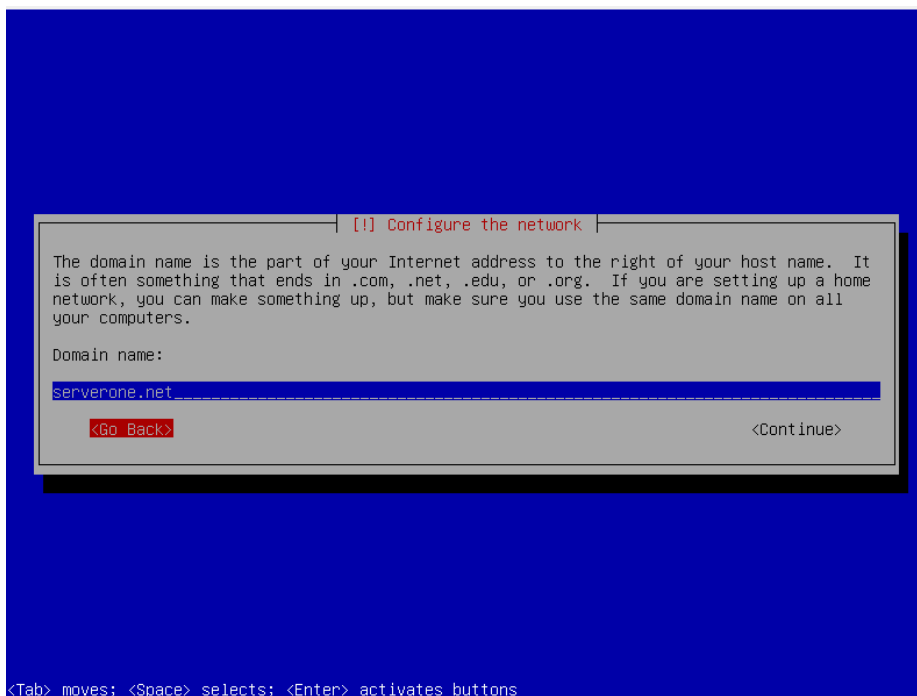 [!] Configure the network
The domain name is the part of your Internet address to the right of your host name.  It
is often something that ends in .com, .net, .edu, or .org.  If you are setting up a home
network, you can make something up, but make sure you use the same domain name on all
your computers.
Domain name:
serverone.net
<Go Back> <Continue>
<Tab> moves; <Space> selects; <Enter> activates buttons